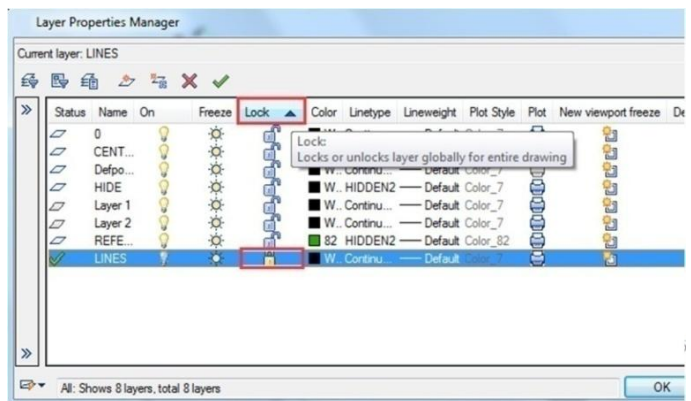 Layer Properties Manager
Current layer: LINES
Status Name On Freeze Lock Color Linetype Lineweight Plot Style Plot New viewport freeze De
0
Lock:
CENT...
Locks or unlocks layer globally for entire drawing
Defpo... W.. Continu... Default Color_7
HIDE W.. HIDDEN2 Default Color_7
Layer 1 W.. Continu... Default Color_7
Layer 2 W.. Continu... Default Color_7
REFE... 82 HIDDEN2 Default Color_82
LINES W.. Continu... Default Color_7
All: Shows 8 layers, total 8 layers OK